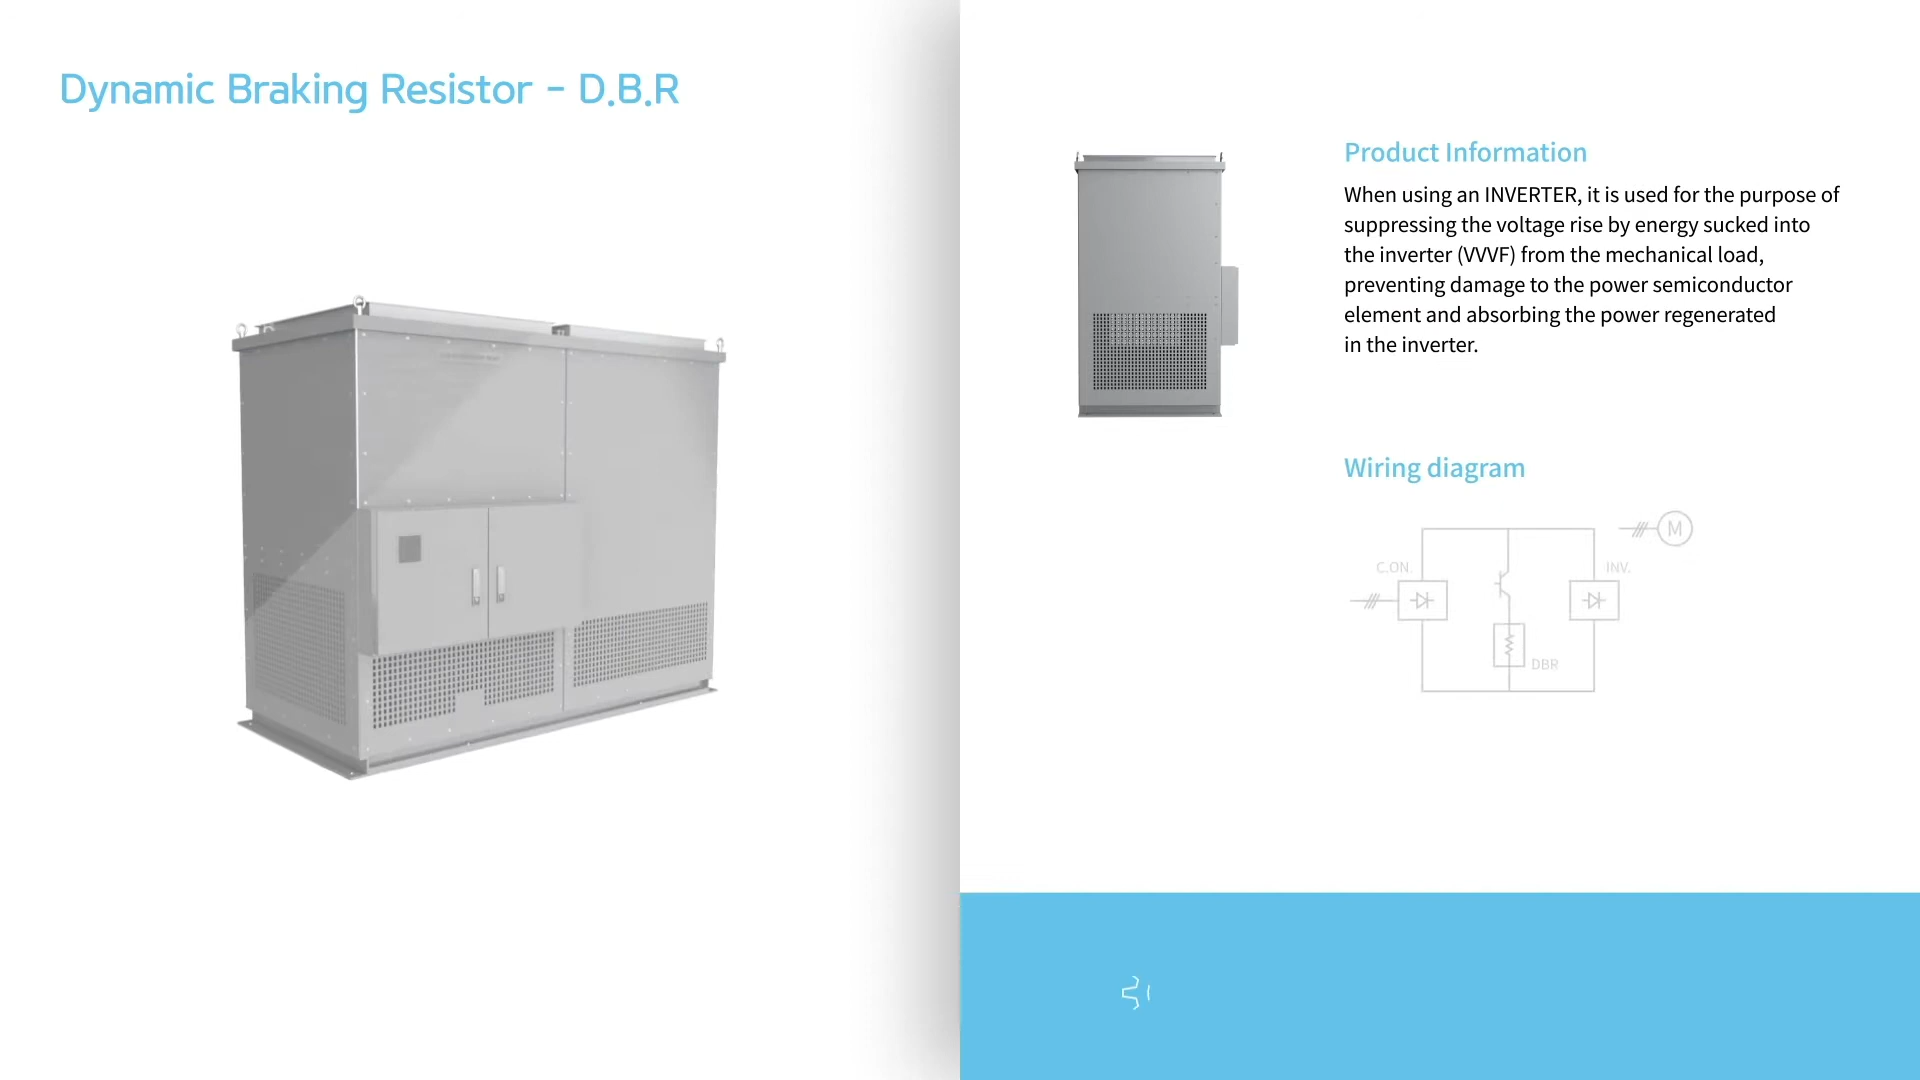 Dynamic Braking Resistor - D.B.R
Product Information
When using an INVERTER, it is used for the purpose of
suppressing the voltage rise by energy sucked into
the inverter (VVVF) from the mechanical load,
preventing damage to the power semiconductor
element and absorbing the power regenerated
in the inverter.
Wiring diagram
M
C.ON.
INV.
DBR